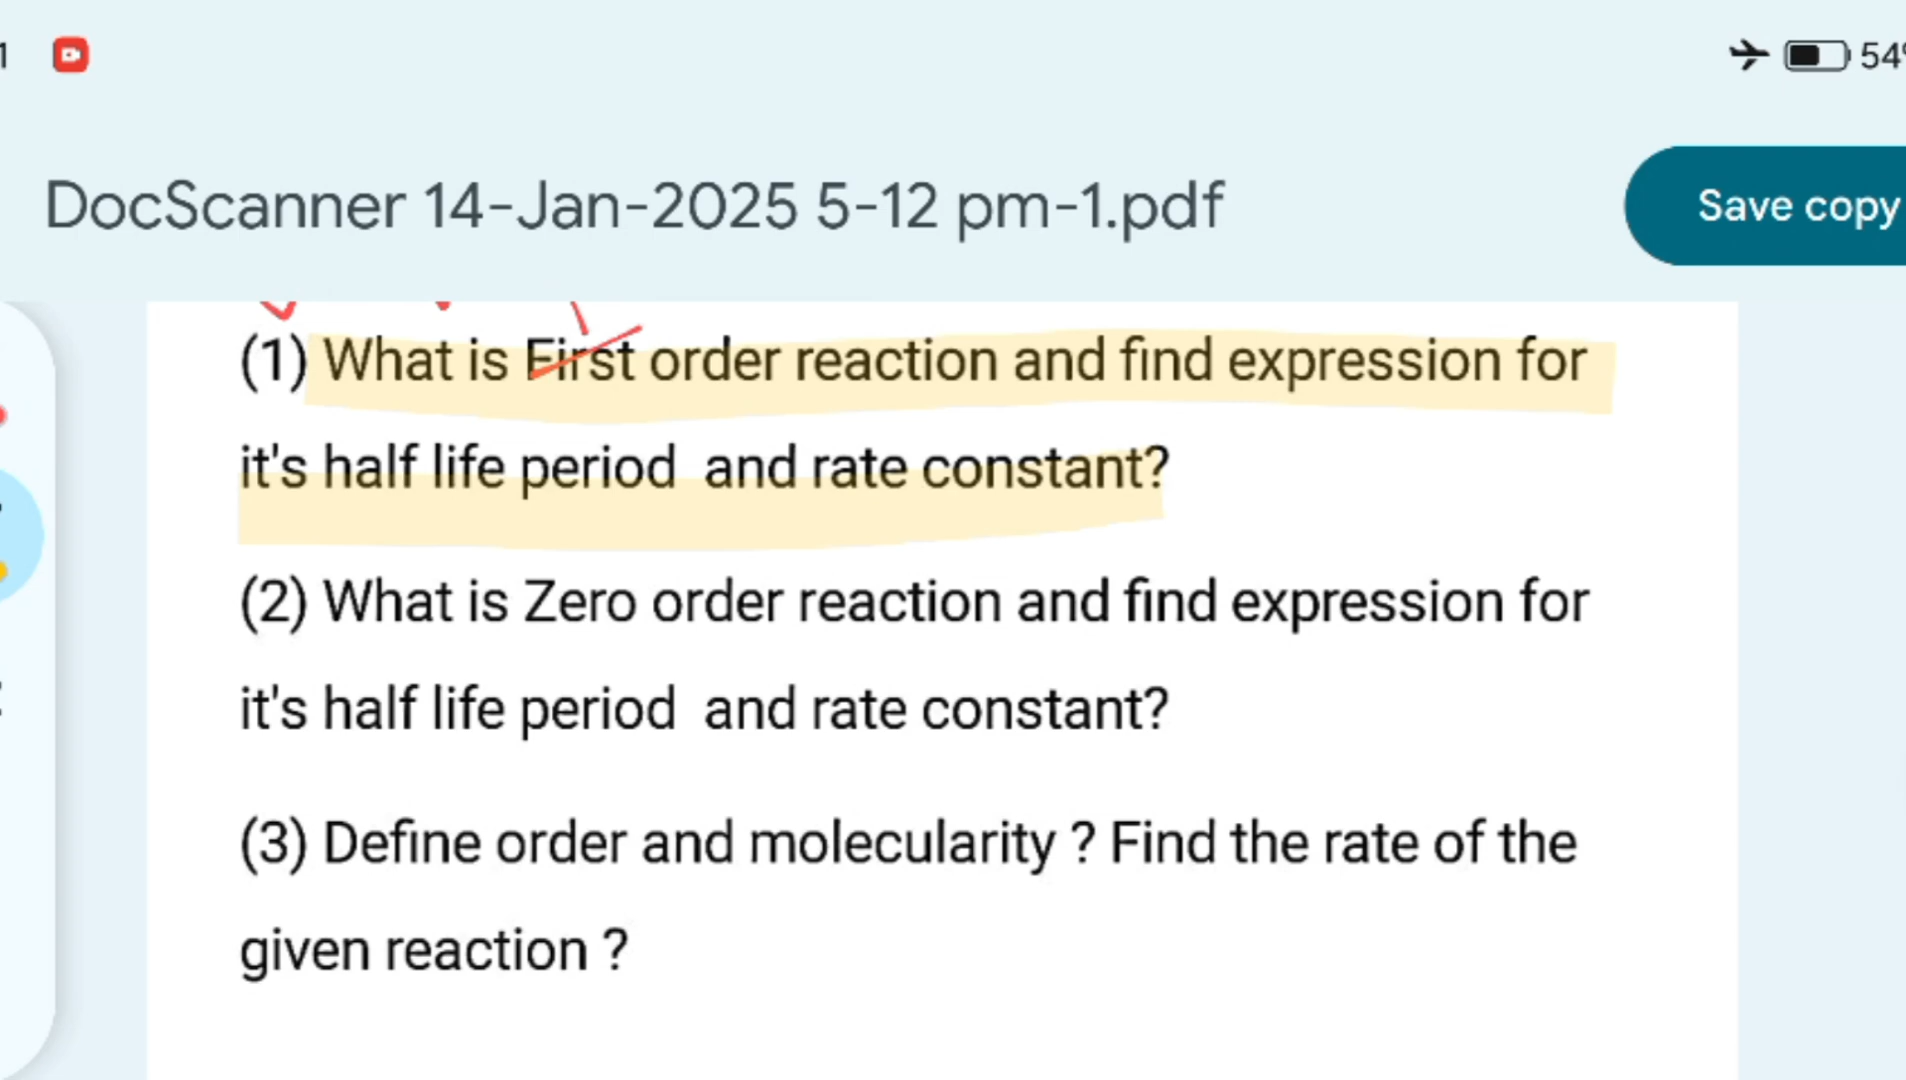 1
54%
DocScanner 14-Jan-2025 5-12 pm-1.pdf
Save copy
(1) What is First order reaction and find expression for
it's half life period and rate constant?
(2) What is Zero order reaction and find expression for
it's half life period and rate constant?
(3) Define order and molecularity ? Find the rate of the
given reaction ?